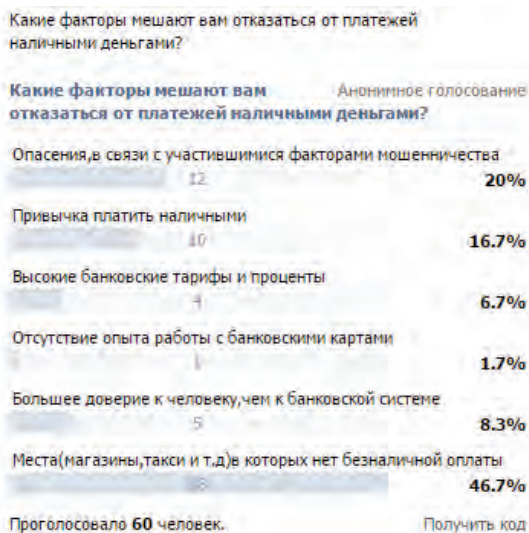 Какие факторы мешают вам отказаться от платежей
наличными деньгами?
Какие факторы мешают вам Анонимное голосование
отказаться от платежей наличными деньгами?
Опасения,в связи с участившимися факторами мошенничества
12 20%
Привычка платить наличными
10 16.7%
Высокие банковские тарифы и проценты
4 6.7%
Отсутствие опыта работы с банковскими картами
1 1.7%
Большее доверие к человеку,чем к банковской системе
5 8.3%
Места(магазины,такси и т,д)в которых нет безналичной оплаты
46.7%
Проголосовало 60 человек. Получить код